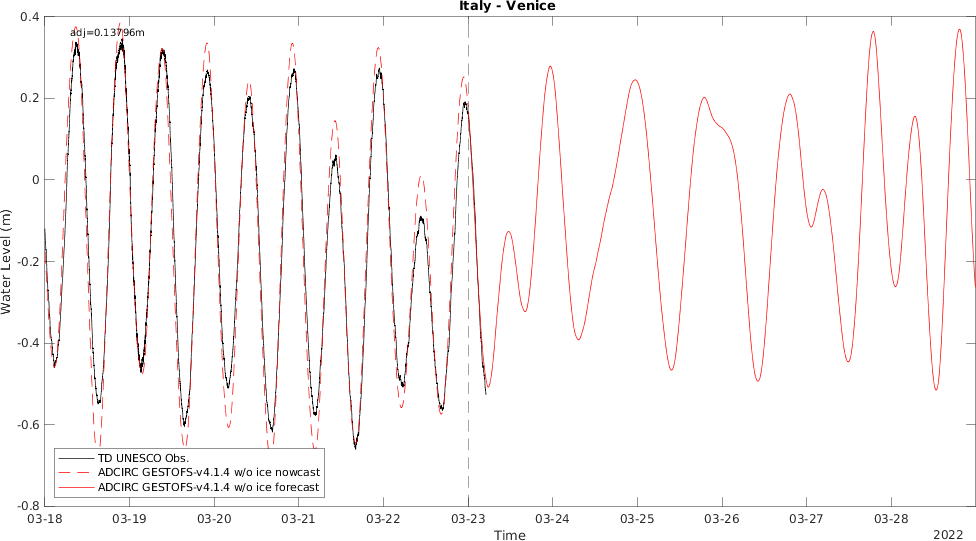 Italy - Venice
adj=0.13796m
Water Level (m)
0.4
0.2
0
-0.2
-0.4
-0.6
-0.8
TD UNESCO Obs.
ADCIRC GESTOFS-v4.1.4 w/o ice nowcast
ADCIRC GESTOFS-v4.1.4 w/o ice forecast
03-18 03-19 03-20 03-21 03-22 03-23 03-24 03-25 03-26 03-27 03-28
Time
2022